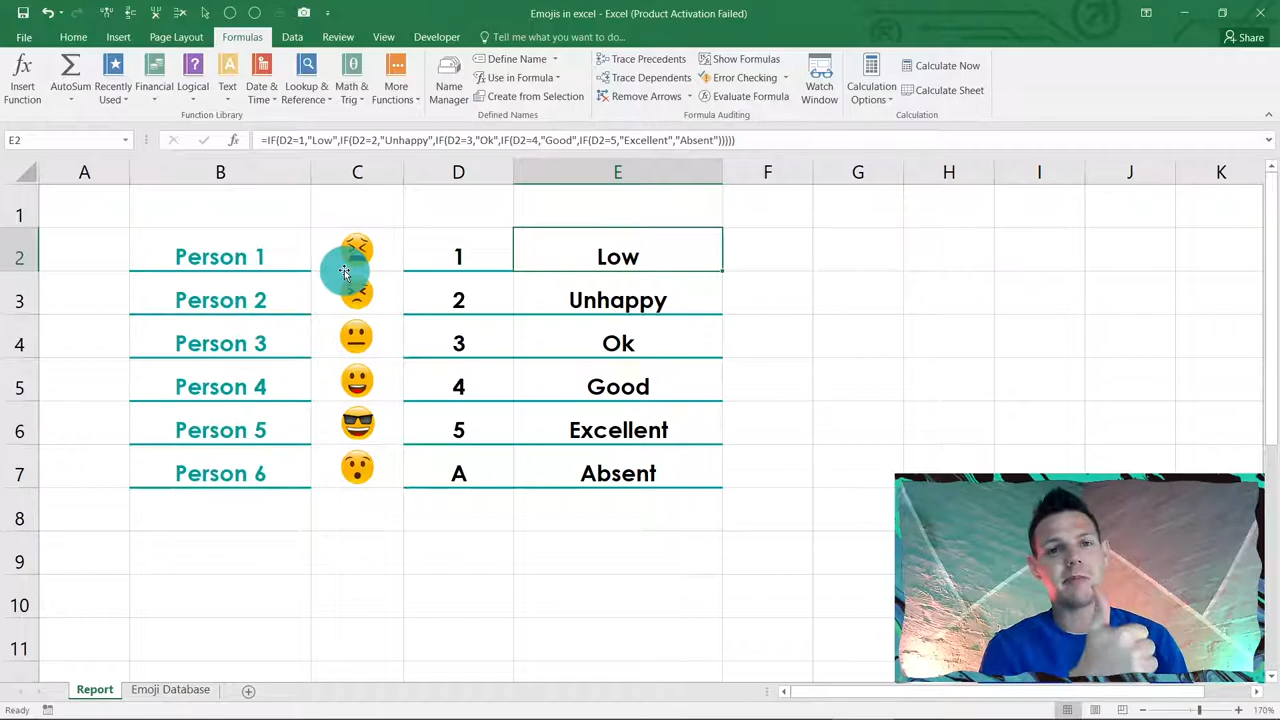 Emojis in excel - Excel (Product Activation Failed)
File Home Insert Page Layout Formulas Data Review View Developer Tell me what you want to do... Share
fx Insert Function
AutoSum
Recently Used
Financial
Logical
Text
Date & Time
Lookup & Reference
Math & Trig
More Functions
Function Library
Name Manager
Define Name
Use in Formula
Create from Selection
Defined Names
Trace Precedents
Trace Dependents
Remove Arrows
Show Formulas
Error Checking
Evaluate Formula
Formula Auditing
Watch Window
Calculation Options
Calculate Now
Calculate Sheet
Calculation
E2 fx =IF(D2=1,"Low",IF(D2=2,"Unhappy",IF(D2=3,"Ok",IF(D2=4,"Good",IF(D2=5,"Excellent","Absent")))))
A B C D E F G H I J K
1
2 Person 1 1 Low
3 Person 2 2 Unhappy
4 Person 3 3 Ok
5 Person 4 4 Good
6 Person 5 5 Excellent
7 Person 6 A Absent
8
9
10
11
Report Emoji Database
Ready 170%